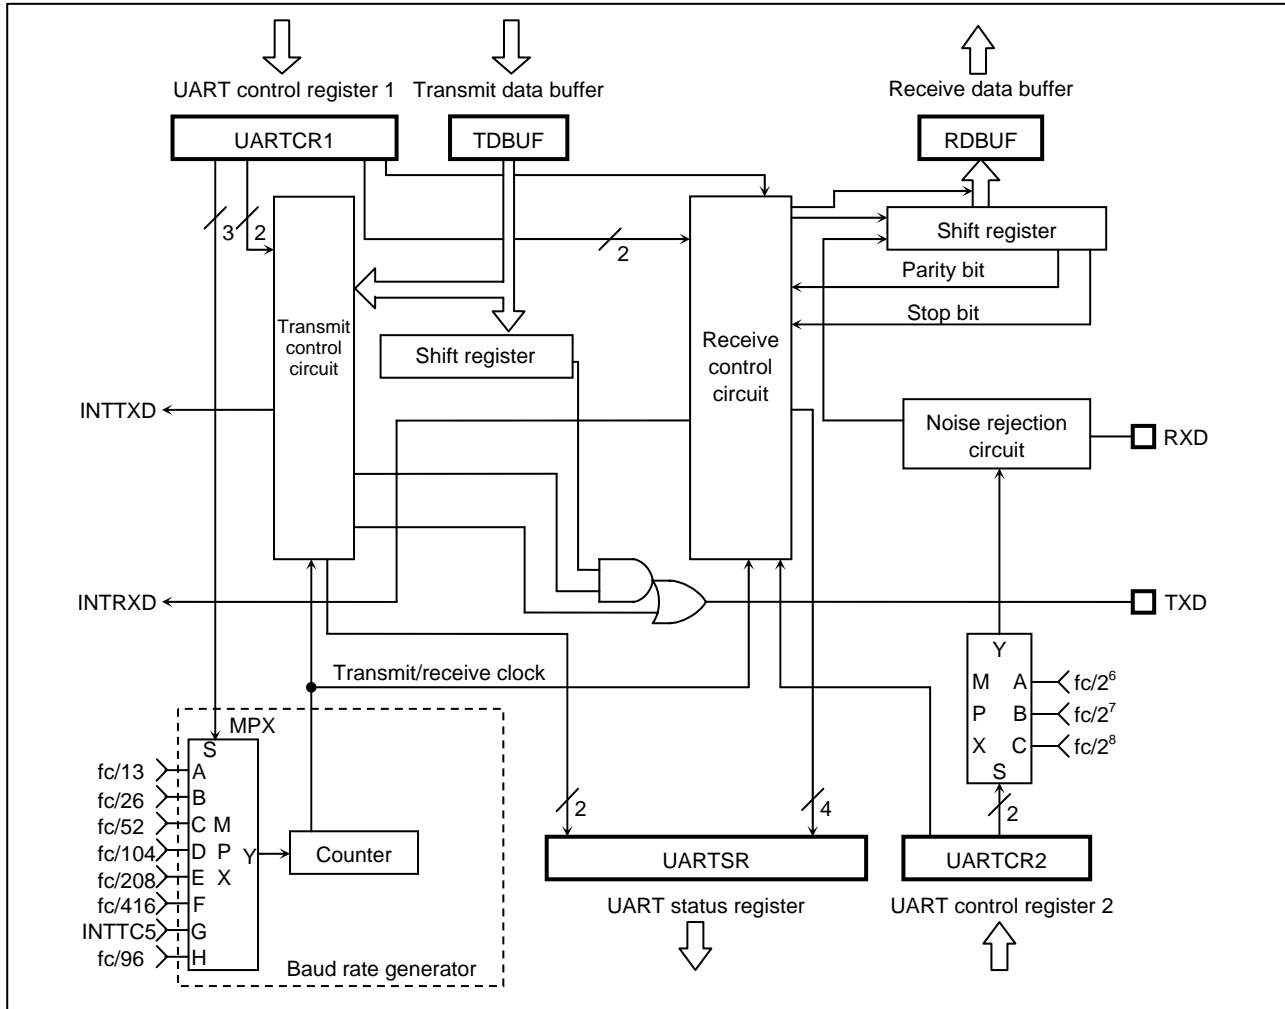 UART control register 1
Transmit data buffer
Receive data buffer
UARTCR1
TDBUF
RDBUF
3
2
2
Shift register
Parity bit
Stop bit
Transmit
control
circuit
Shift register
Receive
control
circuit
INTTXD
Noise rejection
circuit
RXD
INTRXD
TXD
Transmit/receive clock
Y
M A fc/2⁶
P B fc/2⁷
X C fc/2⁸
S
2
MPX
S
fc/13 A
fc/26 B
fc/52 C M
fc/104 D P Y
fc/208 E X
fc/416 F
INTTC5 G
fc/96 H
Counter
Baud rate generator
2
4
UARTSR
UARTCR2
UART status register
UART control register 2